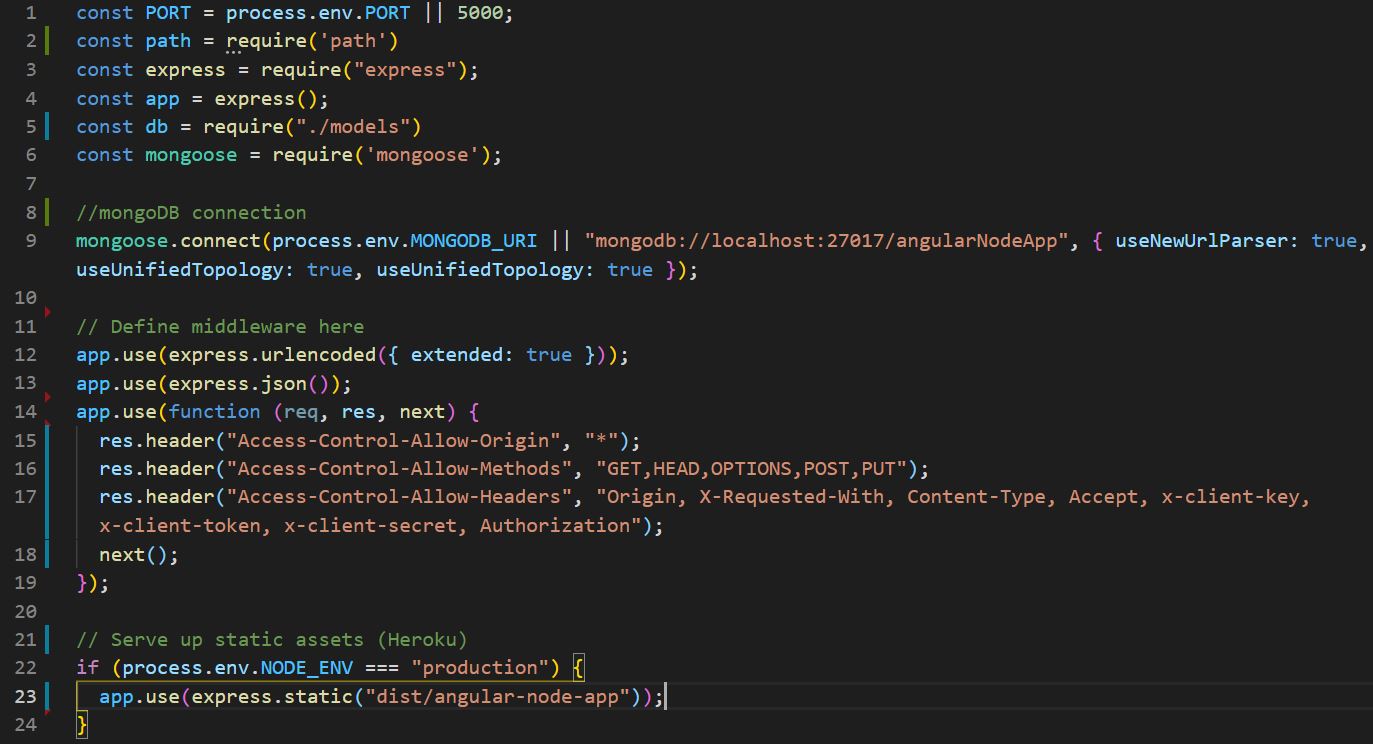 1 const PORT = process.env.PORT || 5000;
2 const path = require('path')
3 const express = require("express");
4 const app = express();
5 const db = require("./models")
6 const mongoose = require('mongoose');
7
8 //mongoDB connection
9 mongoose.connect(process.env.MONGODB_URI || "mongodb://localhost:27017/angularNodeApp", { useNewUrlParser: true,
useUnifiedTopology: true, useUnifiedTopology: true });
10
11 // Define middleware here
12 app.use(express.urlencoded({ extended: true }));
13 app.use(express.json());
14 app.use(function (req, res, next) {
15   res.header("Access-Control-Allow-Origin", "*");
16   res.header("Access-Control-Allow-Methods", "GET,HEAD,OPTIONS,POST,PUT");
17   res.header("Access-Control-Allow-Headers", "Origin, X-Requested-With, Content-Type, Accept, x-client-key,
  x-client-token, x-client-secret, Authorization");
18   next();
19 });
20
21 // Serve up static assets (Heroku)
22 if (process.env.NODE_ENV === "production") {
23   app.use(express.static("dist/angular-node-app"));
24 }